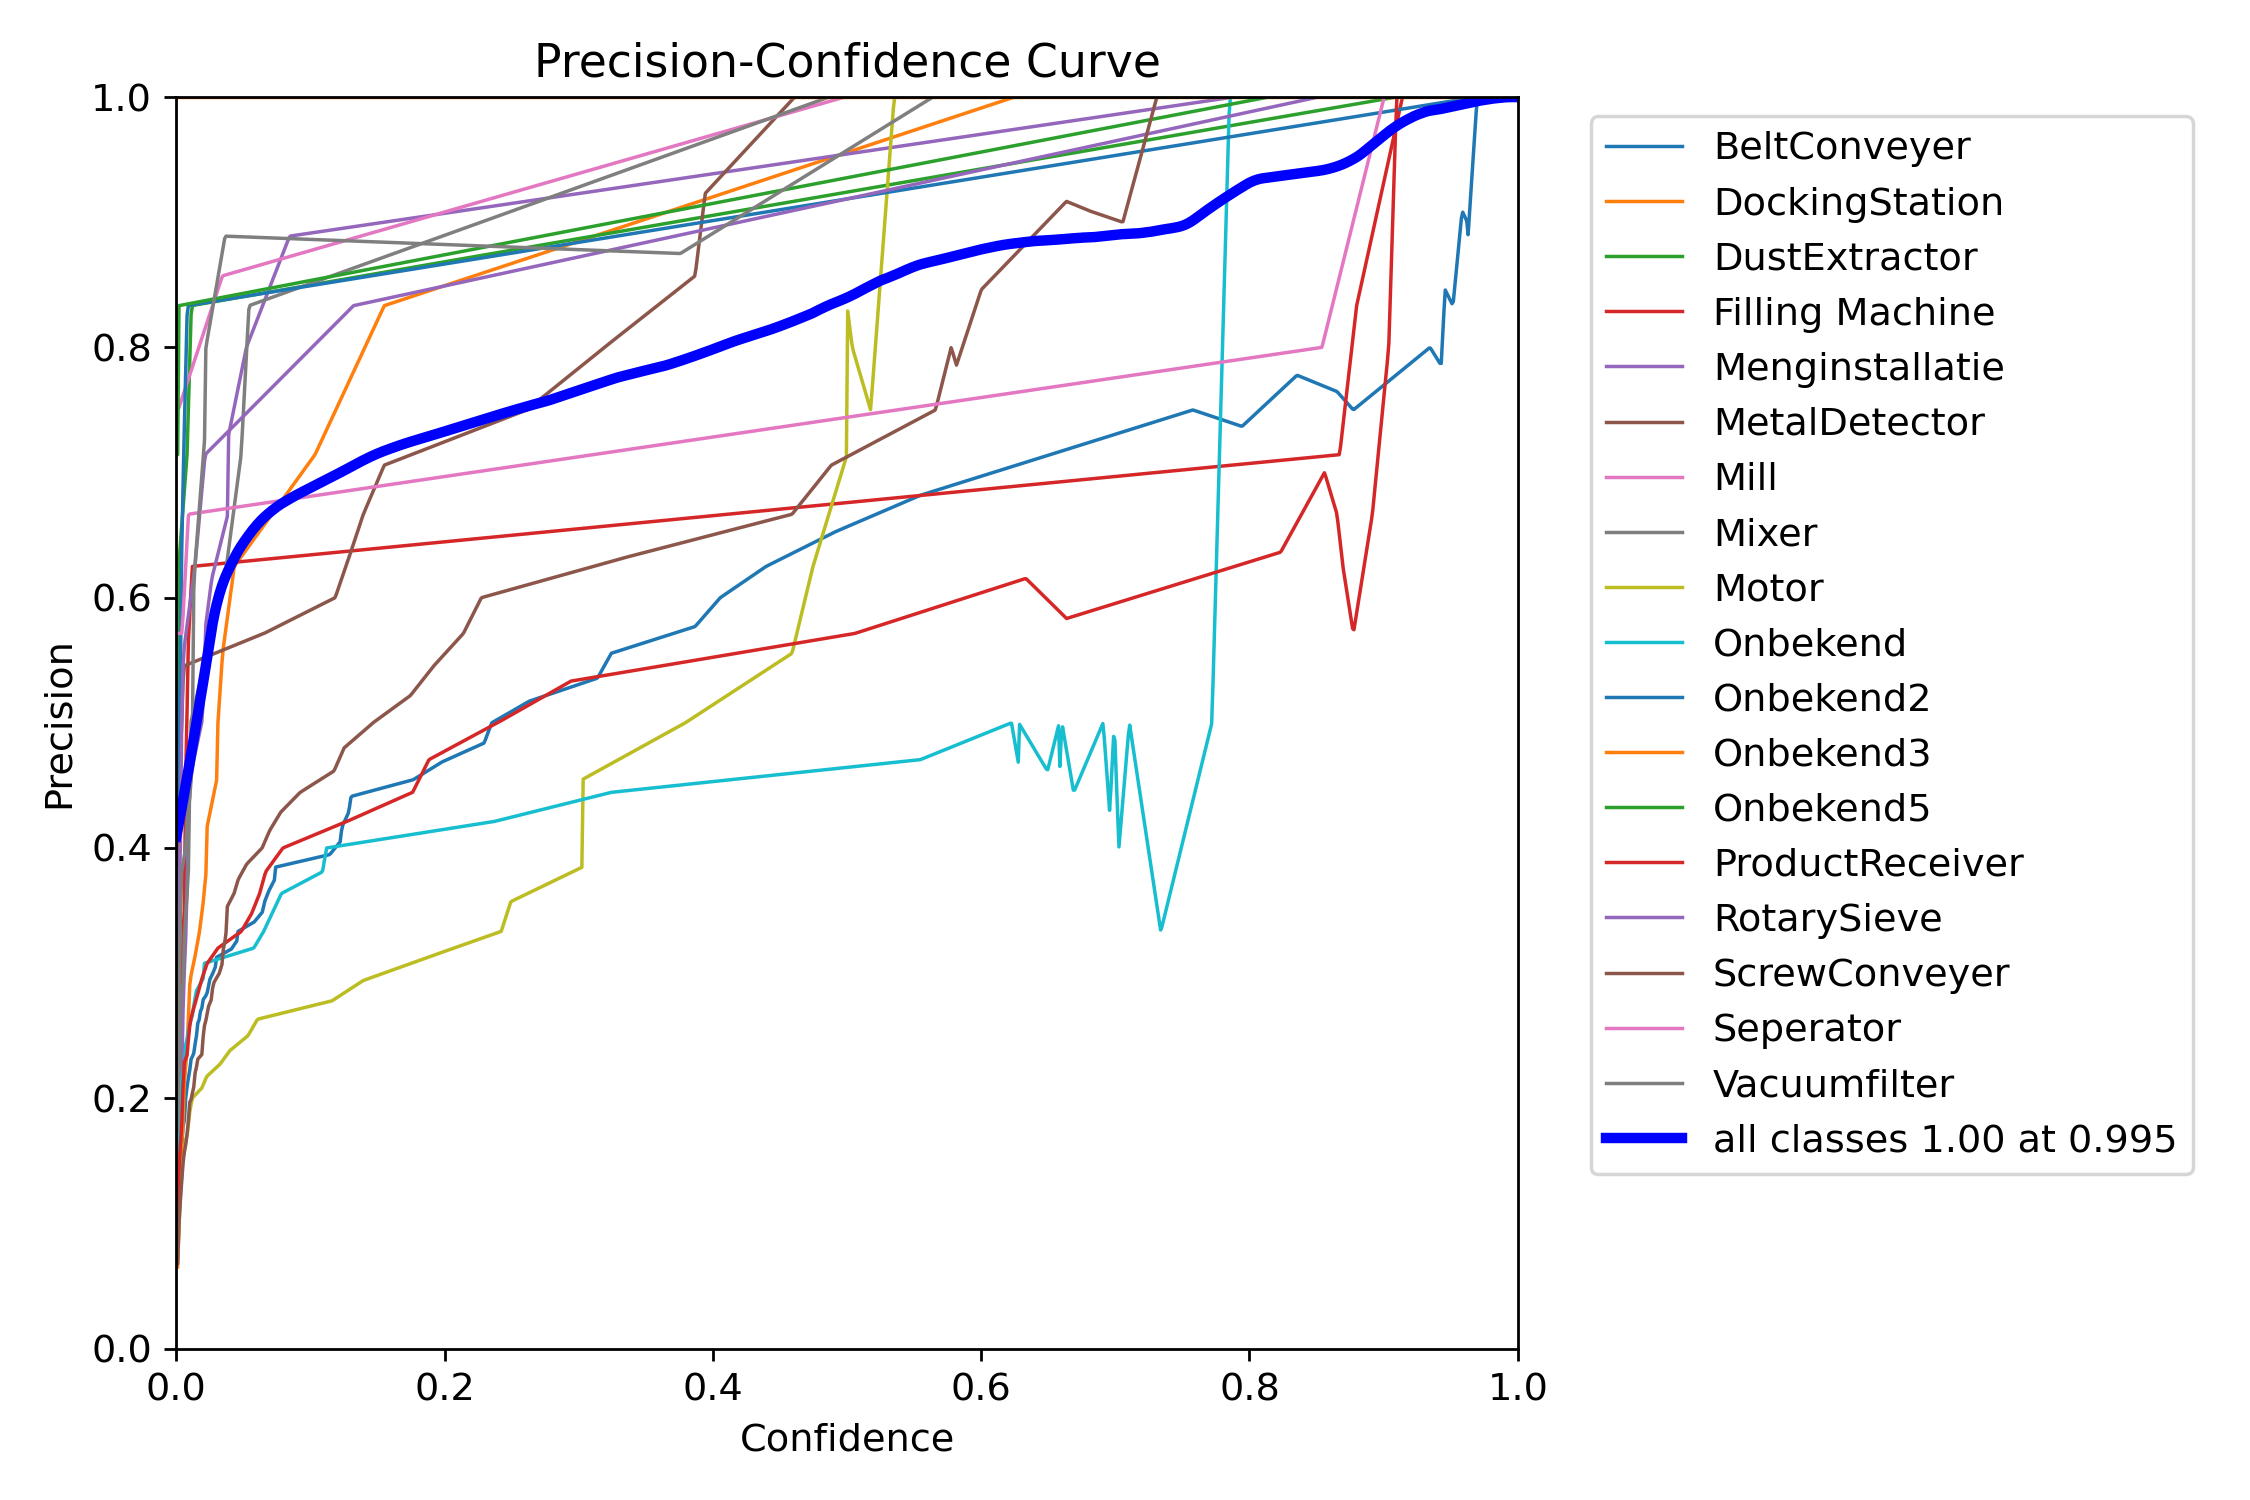 Precision-Confidence Curve
1.0
0.8
0.6
0.4
0.2
0.0
Precision
0.0 0.2 0.4 0.6 0.8 1.0
Confidence
BeltConveyer
DockingStation
DustExtractor
Filling Machine
Menginstallatie
MetalDetector
Mill
Mixer
Motor
Onbekend
Onbekend2
Onbekend3
Onbekend5
ProductReceiver
RotarySieve
ScrewConveyer
Seperator
Vacuumfilter
all classes 1.00 at 0.995